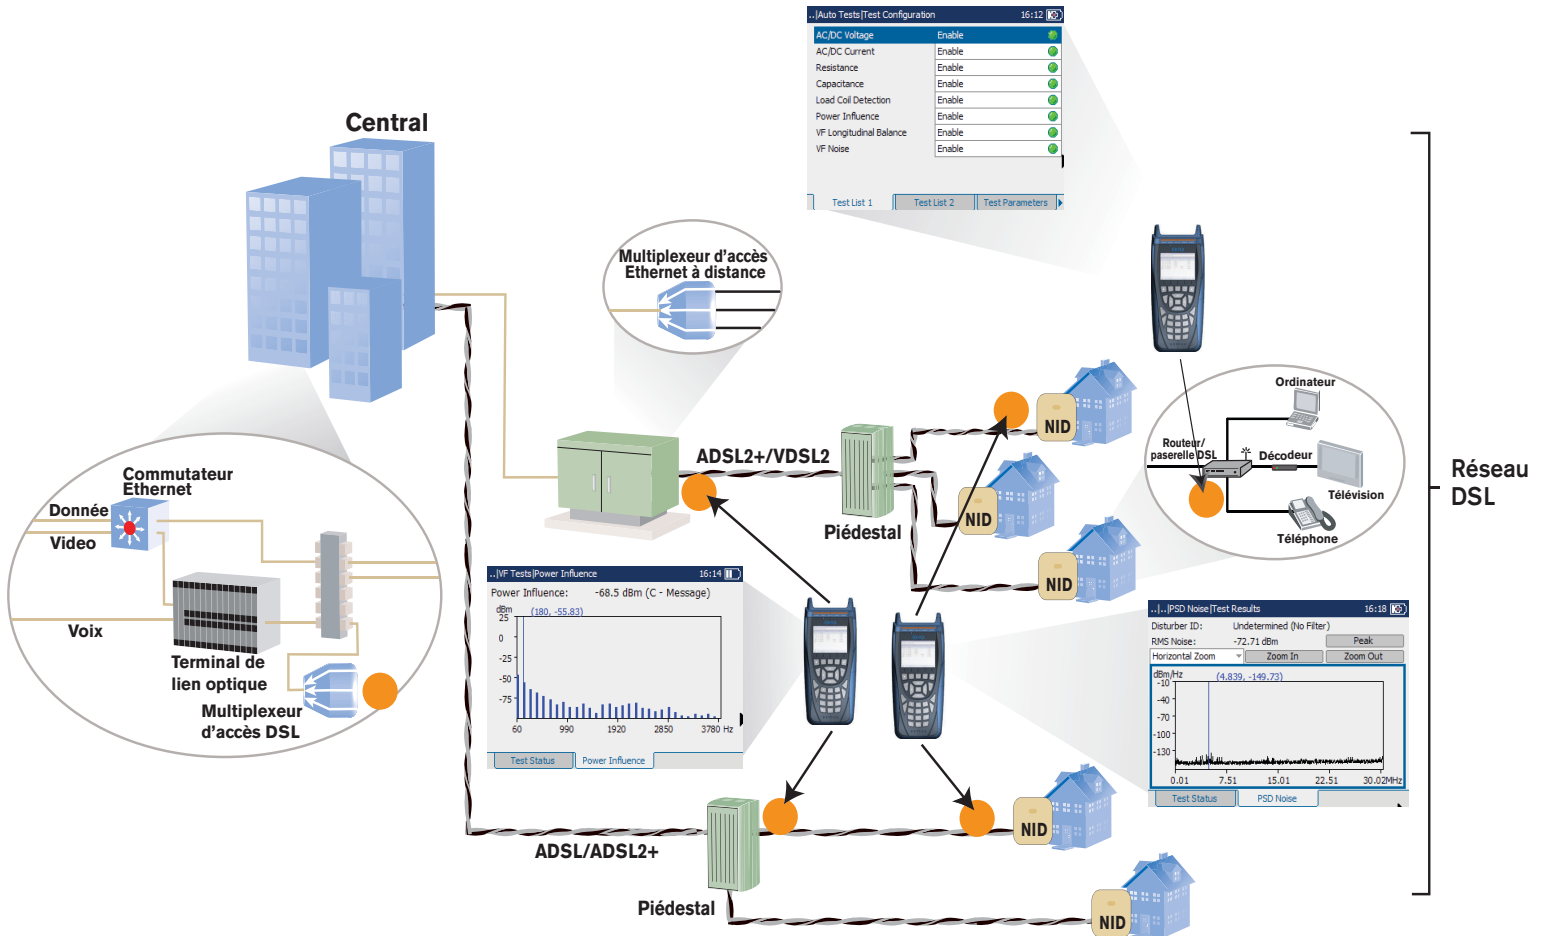 ..|Auto Tests|Test Configuration 16:12
AC/DC Voltage Enable
AC/DC Current Enable
Resistance Enable
Capacitance Enable
Load Coil Detection Enable
Power Influence Enable
VF Longitudinal Balance Enable
VF Noise Enable
Test List 1 Test List 2 Test Parameters
Central
Multiplexeur d'accès
Ethernet à distance
Ordinateur
Routeur/
paserelle DSL
Décodeur
Télévision
Téléphone
Réseau
DSL
NID
ADSL2+/VDSL2
Piédestal
NID
NID
Commutateur
Ethernet
Donnée
Video
Voix
Terminal de
lien optique
Multiplexeur
d'accès DSL
..|VF Tests|Power Influence 16:14
Power Influence: -68.5 dBm (C - Message)
dBm (180, -55.83)
25
0
-25
-50
-75
60 990 1920 2850 3780 Hz
Test Status Power Influence
..|..|PSD Noise|Test Results 16:18
Disturber ID: Undetermined (No Filter)
RMS Noise: -72.71 dBm Peak
Horizontal Zoom Zoom In Zoom Out
dBm/Hz (4.839, -149.73)
-10
-40
-70
-100
-130
0.01 7.51 15.01 22.51 30.02MHz
Test Status PSD Noise
NID
ADSL/ADSL2+
Piédestal
NID